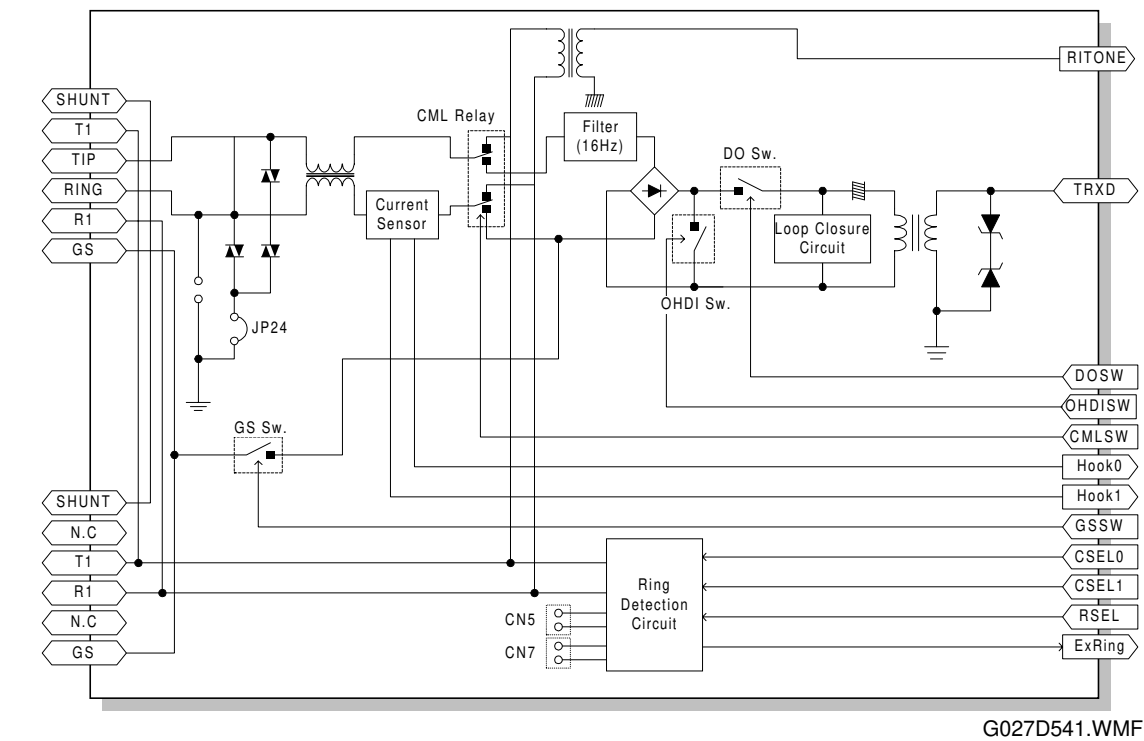 RITONE
SHUNT
T1
TIP
RING
R1
GS
CML Relay
Filter
(16Hz)
DO Sw.
TRXD
Current
Sensor
Loop Closure
Circuit
OHDI Sw.
JP24
DOSW
OHDISW
GS Sw.
CMLSW
Hook0
Hook1
SHUNT
N.C
GSSW
T1
CSEL0
R1
Ring
Detection
Circuit
CSEL1
N.C
CN5
RSEL
GS
CN7
ExRing
G027D541.WMF